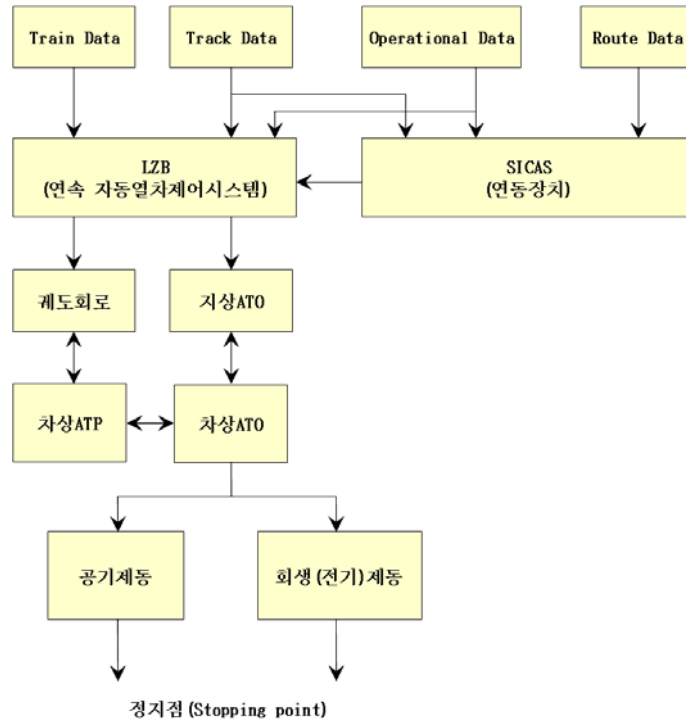 Train Data
Track Data
Operational Data
Route Data
LZB
(연속 자동열차제어시스템)
SICAS
(연동장치)
궤도회로
지상ATO
차상ATP
차상ATO
공기제동
회생(전기)제동
정지점(Stopping point)